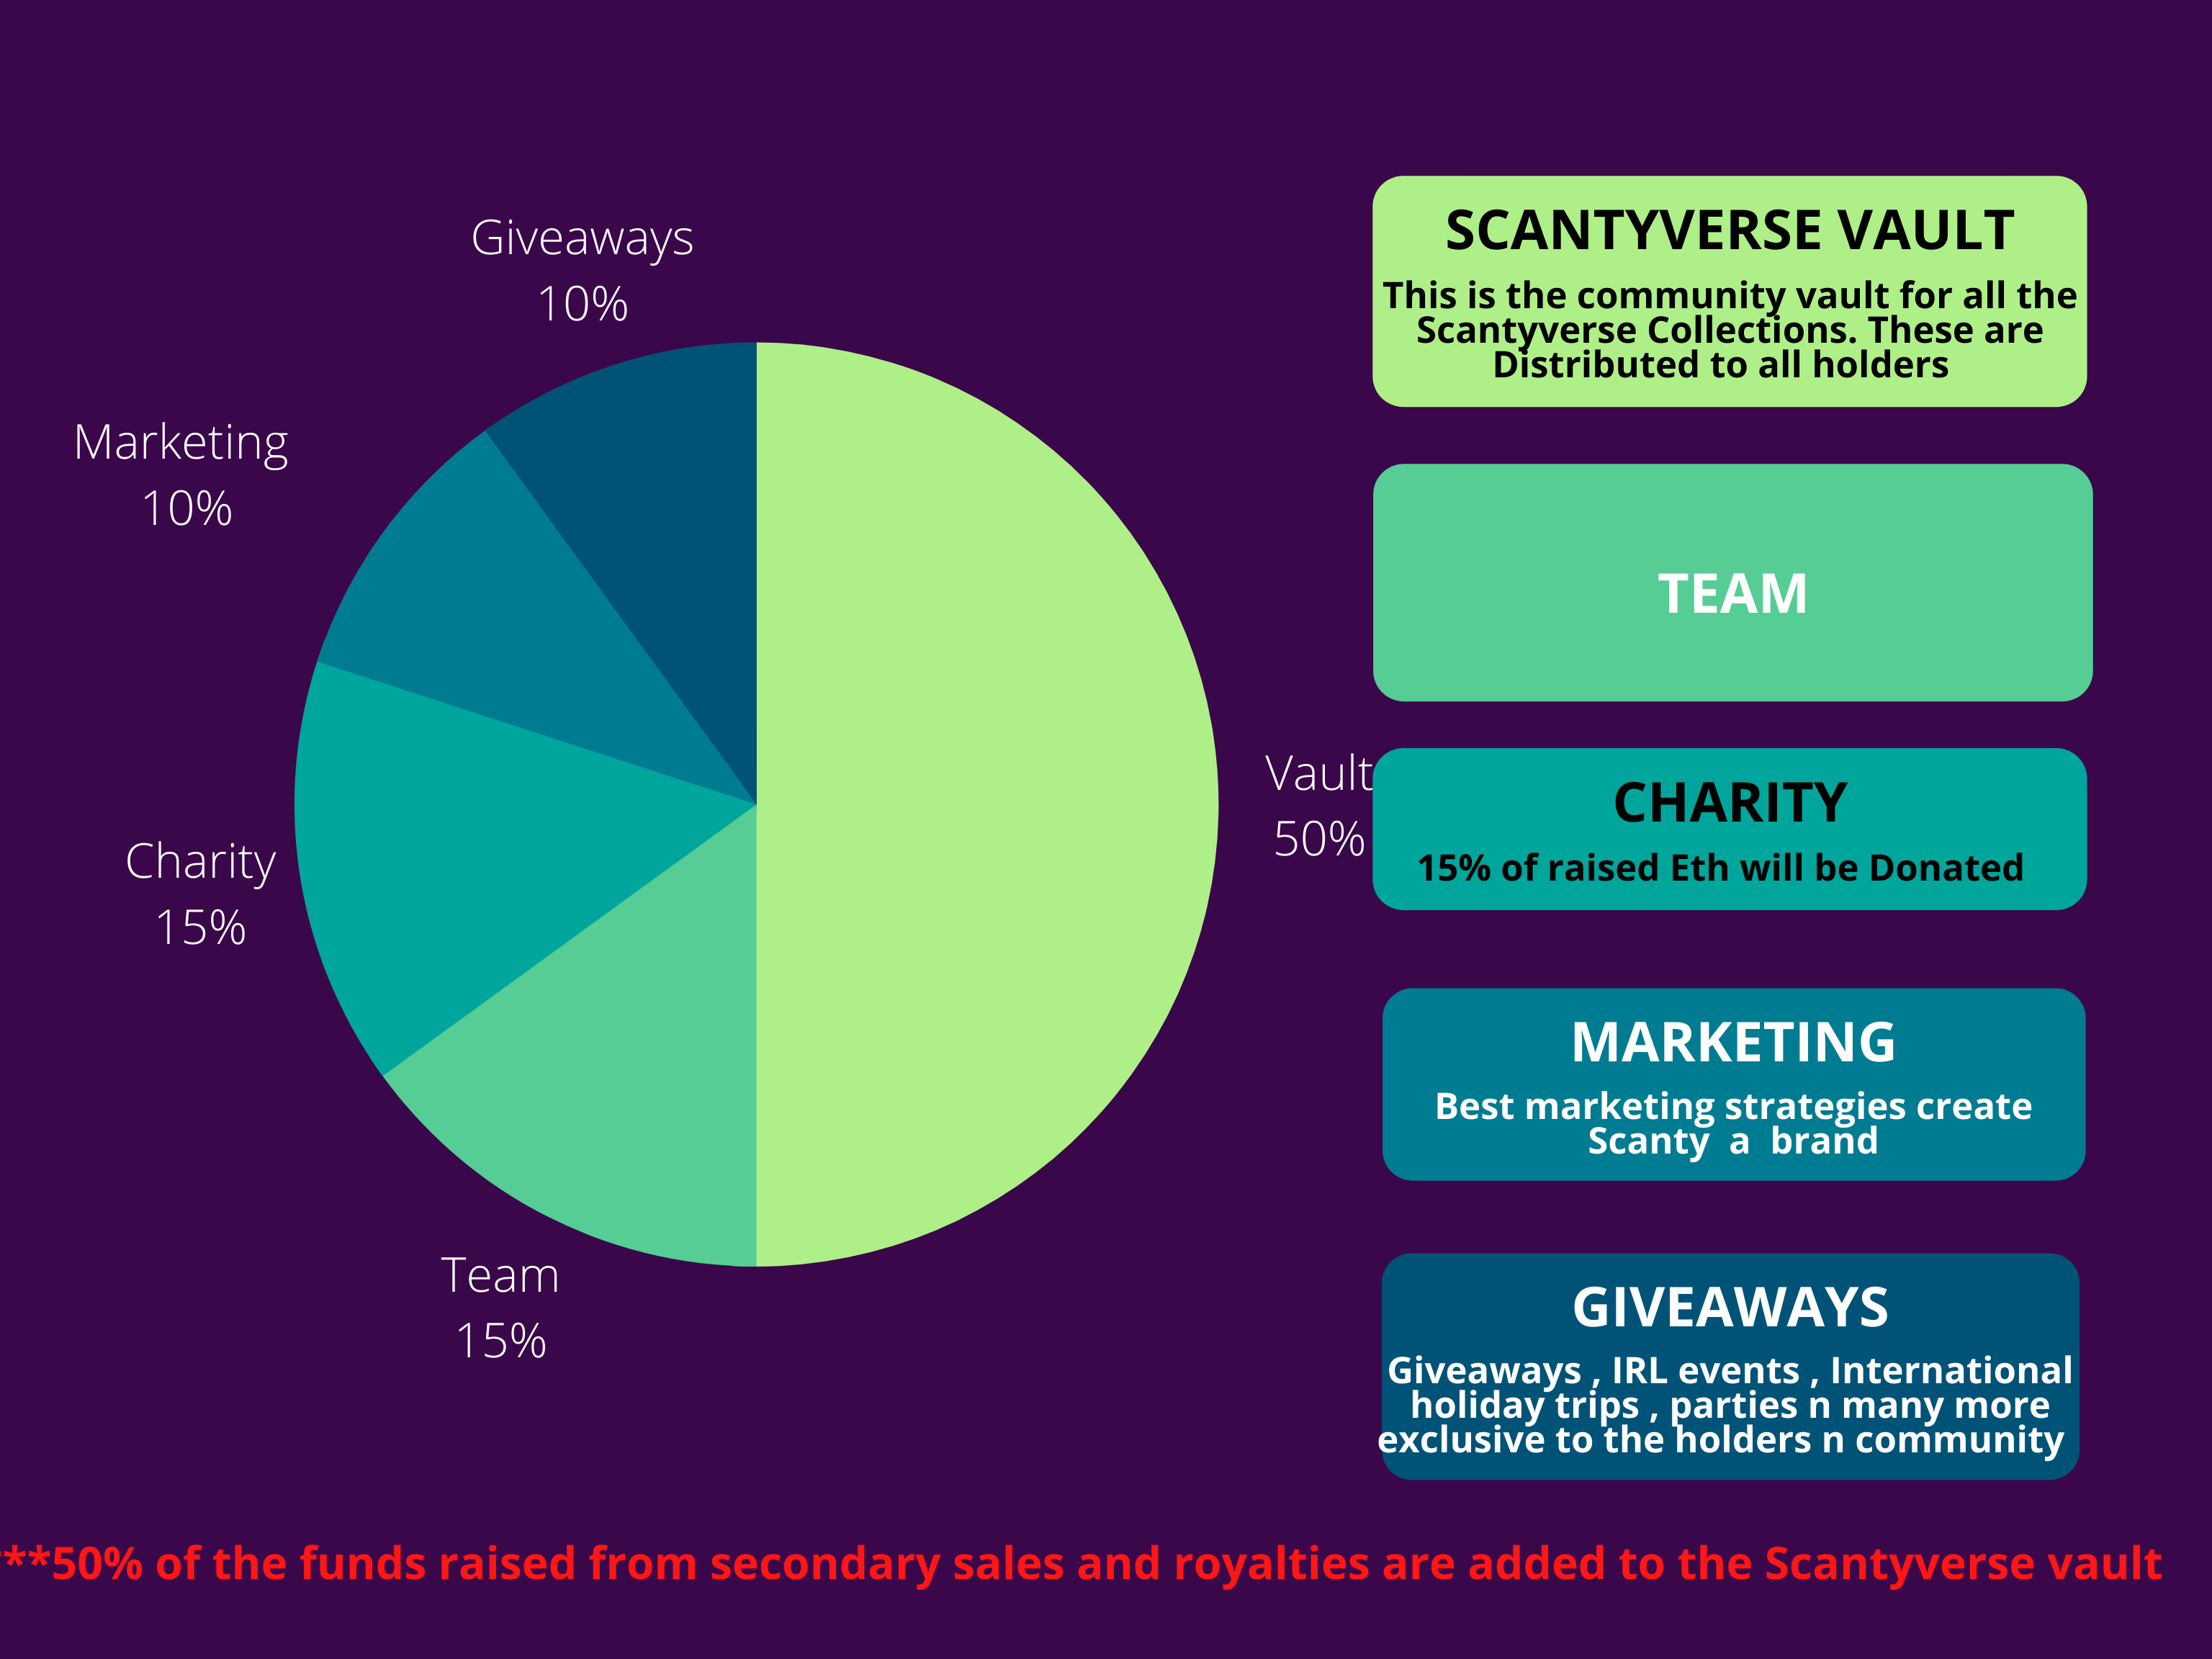 Giveaways
10%
Marketing
10%
Charity
15%
Team
15%
Vault
50%
SCANTYVERSE VAULT
This is the community vault for all the
Scantyverse Collections. These are
Distributed to all holders
TEAM
CHARITY
15% of raised Eth will be Donated
MARKETING
Best marketing strategies create
Scanty a brand
GIVEAWAYS
Giveaways , IRL events , International
holiday trips , parties n many more
exclusive to the holders n community
***50% of the funds raised from secondary sales and royalties are added to the Scantyverse vault